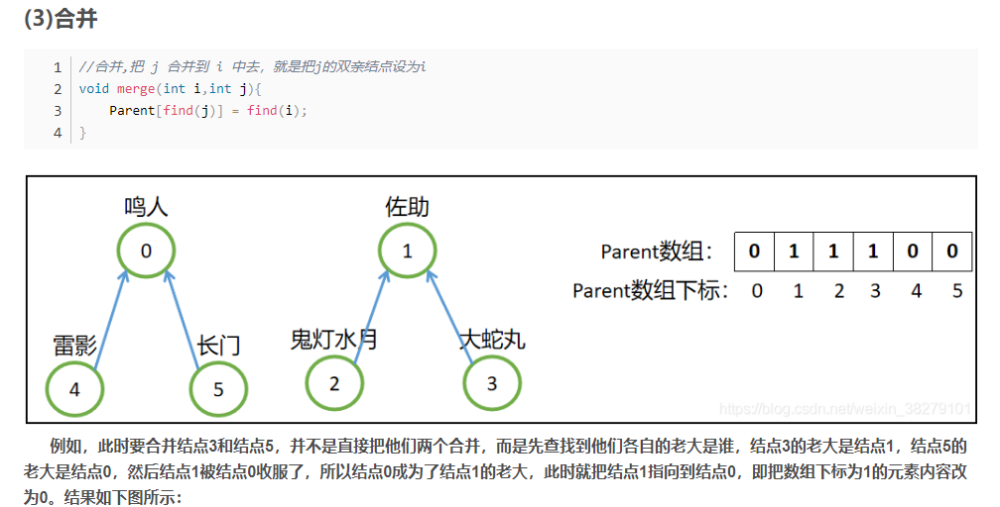 (3)合并
1 //合并,把 j 合并到 i 中去，就是把j的双亲结点设为i
2 void merge(int i,int j){
3 Parent[find(j)] = find(i);
4 }
鸣人 佐助
0 1
Parent数组： 0 1 1 1 0 0
Parent数组下标： 0 1 2 3 4 5
雷影 长门 鬼灯水月 大蛇丸
4 5 2 3
https://blog.csdn.net/weixin_38279101
例如，此时要合并结点3和结点5，并不是直接把他们两个合并，而是先查找到他们各自的老大是谁，结点3的老大是结点1，结点5的
老大是结点0，然后结点1被结点0收服了，所以结点0成为了结点1的老大，此时就把结点1指向到结点0，即把数组下标为1的元素内容改
为0。结果如下图所示：